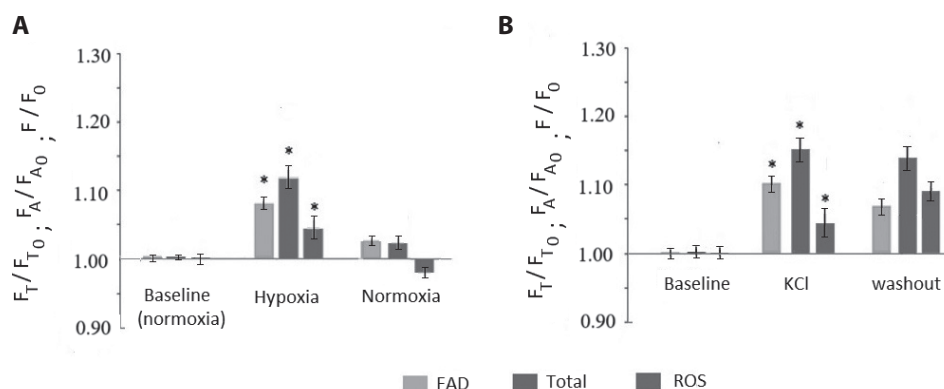 A
F_T/F_T0 ; F_A/F_A0 ; F/F_0
1.30
1.20
1.10
1.00
0.90
*
*
*
Baseline
(normoxia)
Hypoxia
Normoxia
B
F_T/F_T0 ; F_A/F_A0 ; F/F_0
1.30
1.20
1.10
1.00
0.90
*
*
*
Baseline
KCl
washout
FAD
Total
ROS